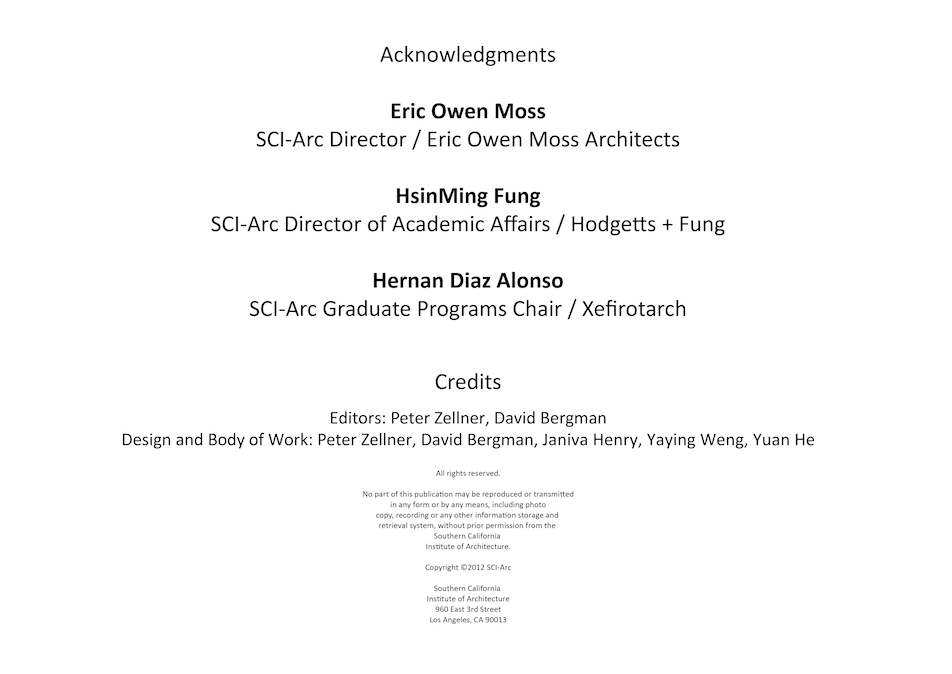 Acknowledgments
Eric Owen Moss
SCI-Arc Director / Eric Owen Moss Architects
HsinMing Fung
SCI-Arc Director of Academic Affairs / Hodgetts + Fung
Hernan Diaz Alonso
SCI-Arc Graduate Programs Chair / Xefirotarch
Credits
Editors: Peter Zellner, David Bergman
Design and Body of Work: Peter Zellner, David Bergman, Janiva Henry, Yaying Weng, Yuan He
All rights reserved.
No part of this publication may be reproduced or transmitted
in any form or by any means, including photo
copy, recording or any other information storage and
retrieval system, without prior permission from the
Southern California
Institute of Architecture.
Copyright ©2012 SCI-Arc
Southern California
Institute of Architecture
960 East 3rd Street
Los Angeles, CA 90013